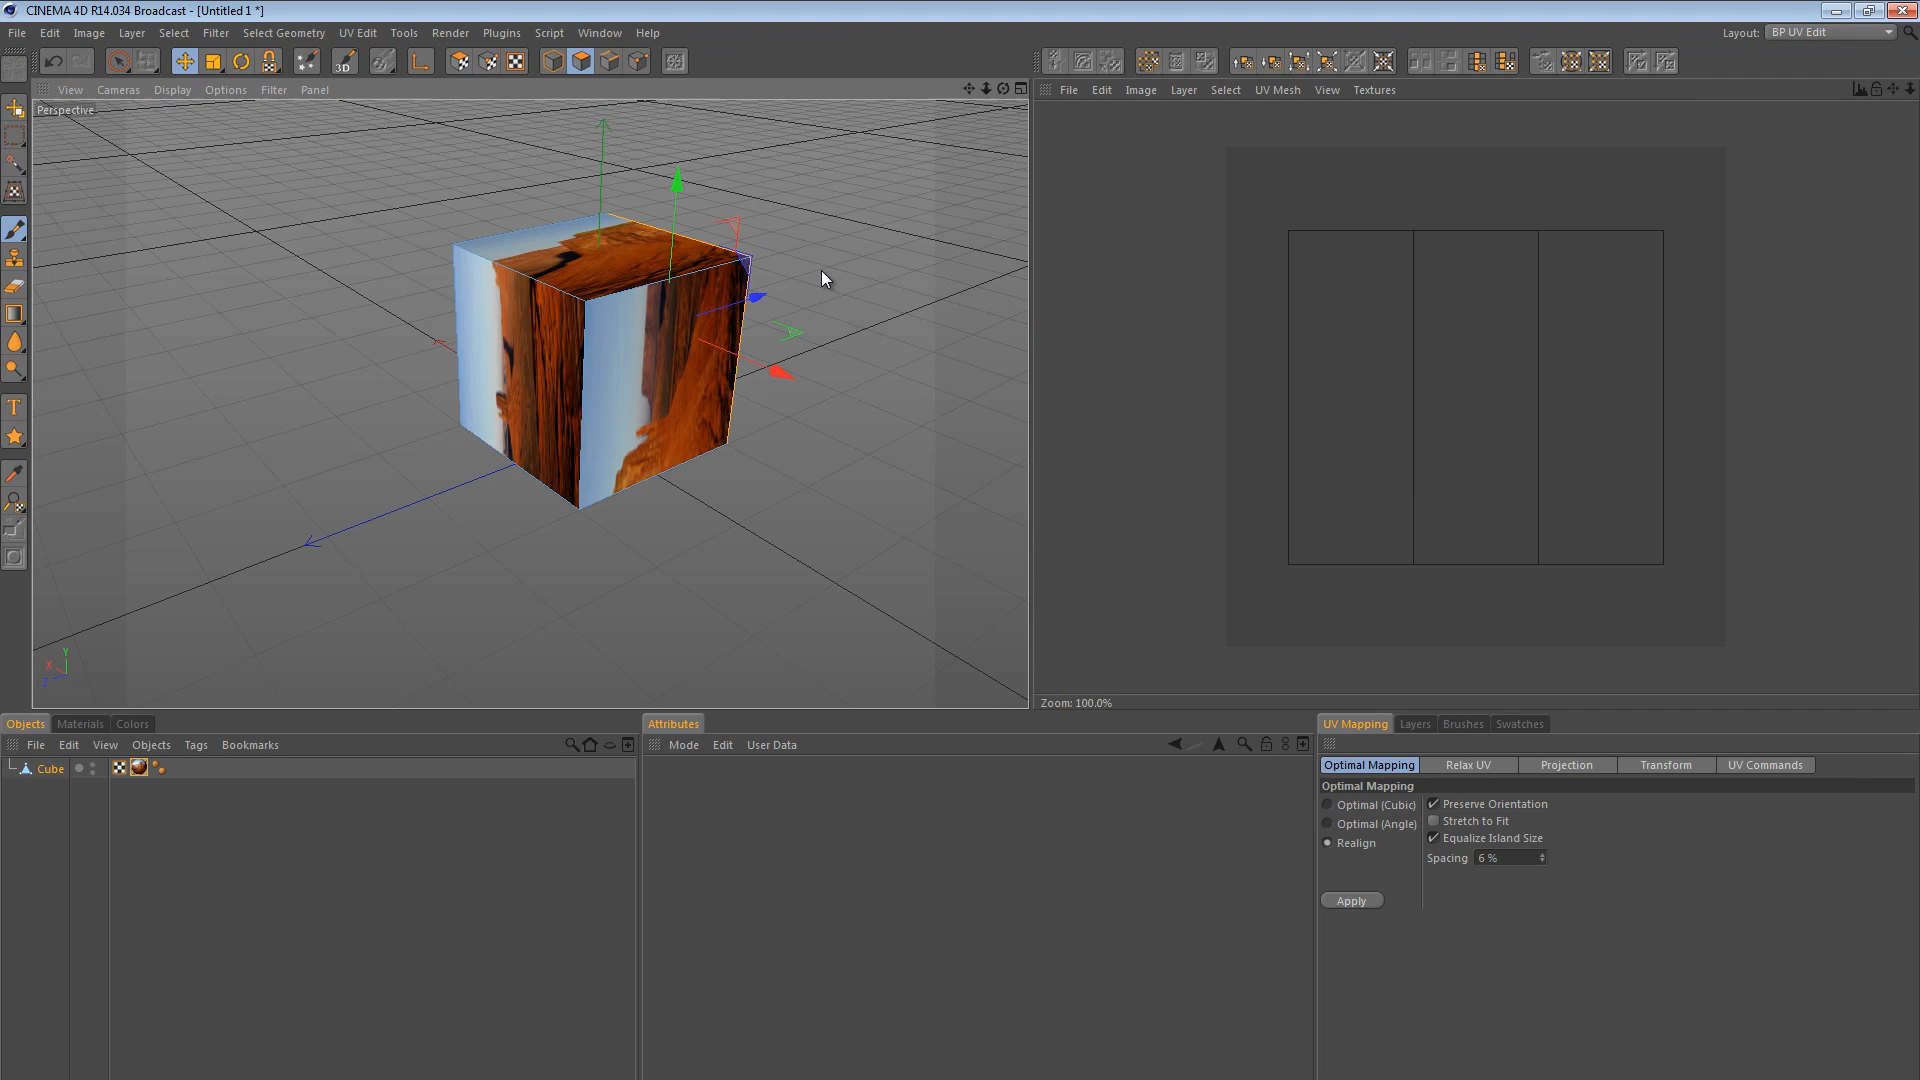 CINEMA 4D R14.034 Broadcast - [Untitled 1 *]
File Edit Image Layer Select Filter Select Geometry UV Edit Tools Render Plugins Script Window Help Layout: BP UV Edit
3D
View Cameras Display Options Filter Panel
File Edit Image Layer Select UV Mesh View Textures
Perspective
T
Y
X
Z
Zoom: 100.0%
Objects Materials Colors
Attributes
UV Mapping Layers Brushes Swatches
File Edit View Objects Tags Bookmarks
Mode Edit User Data
Cube
Optimal Mapping Relax UV Projection Transform UV Commands
Optimal Mapping
Optimal (Cubic) Preserve Orientation
Optimal (Angle) Stretch to Fit
Realign Equalize Island Size
Spacing 6 %
Apply